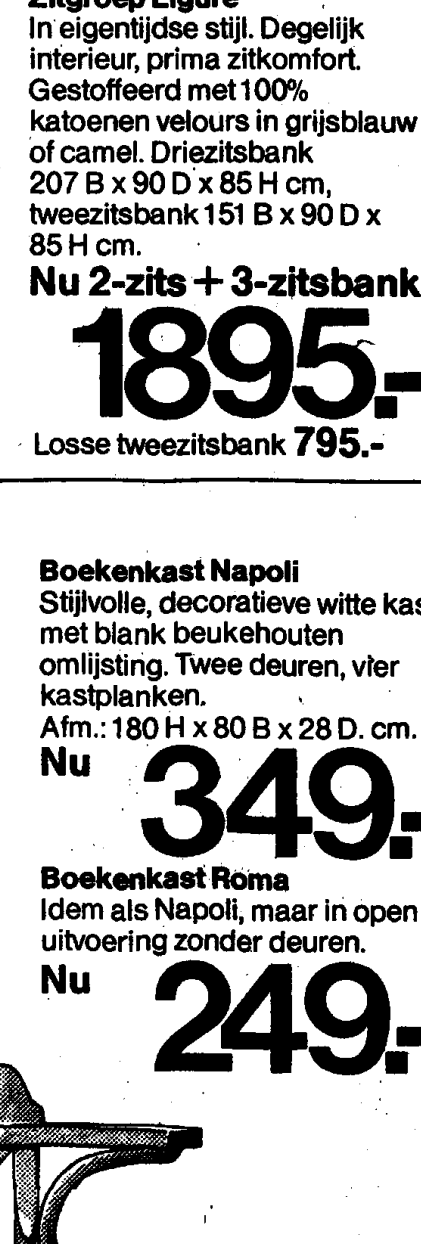 Zitgroep Ligure
In eigentijdse stijl. Degelijk
interieur, prima zitkomfort.
Gestoffeerd met 100%
katoenen velours in grijsblauw
of camel. Driezitsbank
207 B x 90 D x 85 H cm,
tweezitsbank 151 B x 90 D x
85 H cm.
Nu 2-zits + 3-zitsbank
1895.-
Losse tweezitsbank 795.-
Boekenkast Napoli
Stijlvolle, decoratieve witte kas
met blank beukehouten
omlijsting. Twee deuren, vier
kastplanken.
Afm.: 180 H x 80 B x 28 D. cm.
Nu 349.-
Boekenkast Roma
Idem als Napoli, maar in open
uitvoering zonder deuren.
Nu 249.-